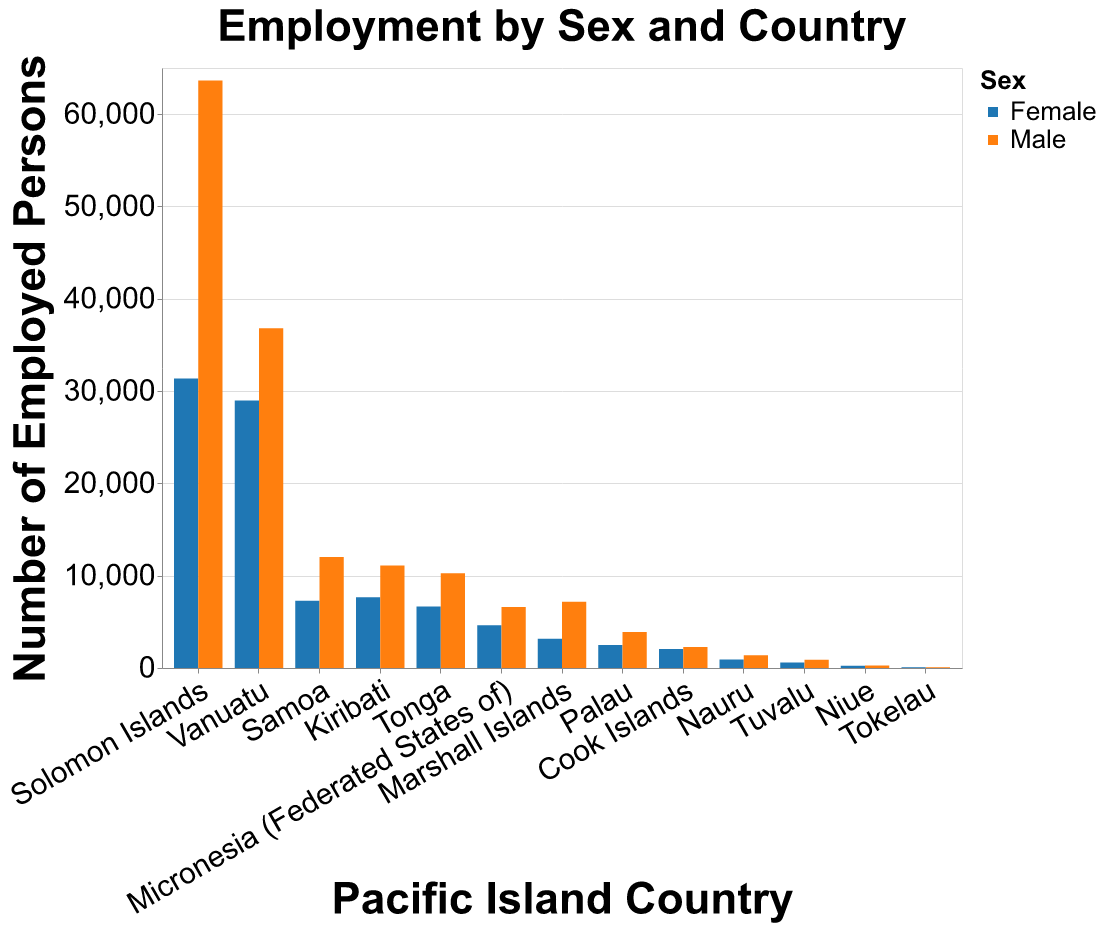 Employment by Sex and Country
Number of Employed Persons
60,000
50,000
40,000
30,000
20,000
10,000
0
Sex
Female
Male
Solomon Islands
Vanuatu
Samoa
Kiribati
Tonga
Micronesia (Federated States of)
Marshall Islands
Palau
Cook Islands
Nauru
Tuvalu
Niue
Tokelau
Pacific Island Country